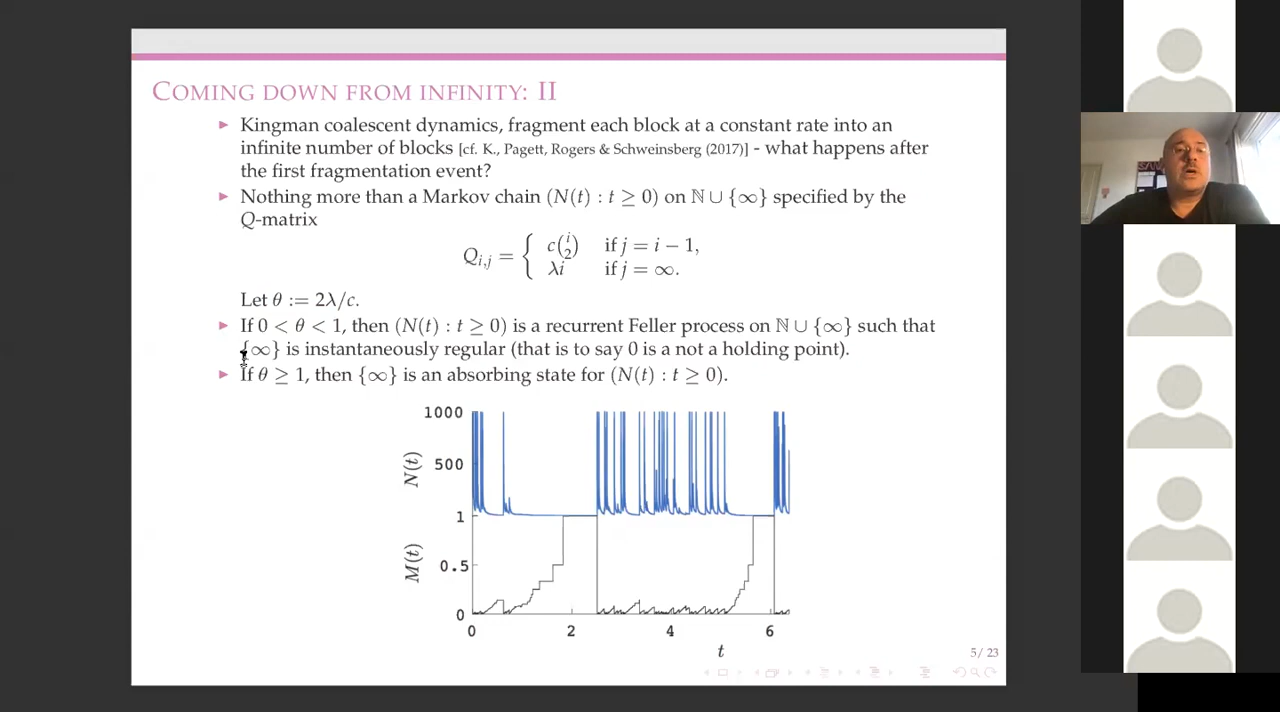 COMING DOWN FROM INFINITY: II
► Kingman coalescent dynamics, fragment each block at a constant rate into an
infinite number of blocks [cf. K., Pagett, Rogers & Schweinsberg (2017)] - what happens after
the first fragmentation event?
► Nothing more than a Markov chain (N(t) : t ≥ 0) on ℕ ∪ {∞} specified by the
Q-matrix
Q_{i,j} = { c(i 2) if j = i − 1,
λi if j = ∞.
Let θ := 2λ/c.
► If 0 < θ < 1, then (N(t) : t ≥ 0) is a recurrent Feller process on ℕ ∪ {∞} such that
{∞} is instantaneously regular (that is to say 0 is a not a holding point).
► If θ ≥ 1, then {∞} is an absorbing state for (N(t) : t ≥ 0).
1000
N(t)
500
1
M(t)
0.5
0
0 2 4 6
t
5 / 23